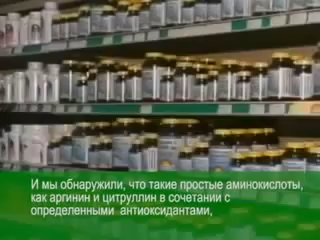 И мы обнаружили, что такие простые аминокислоты,
как аргинин и цитруллин в сочетании с
определенными антиоксидантами,